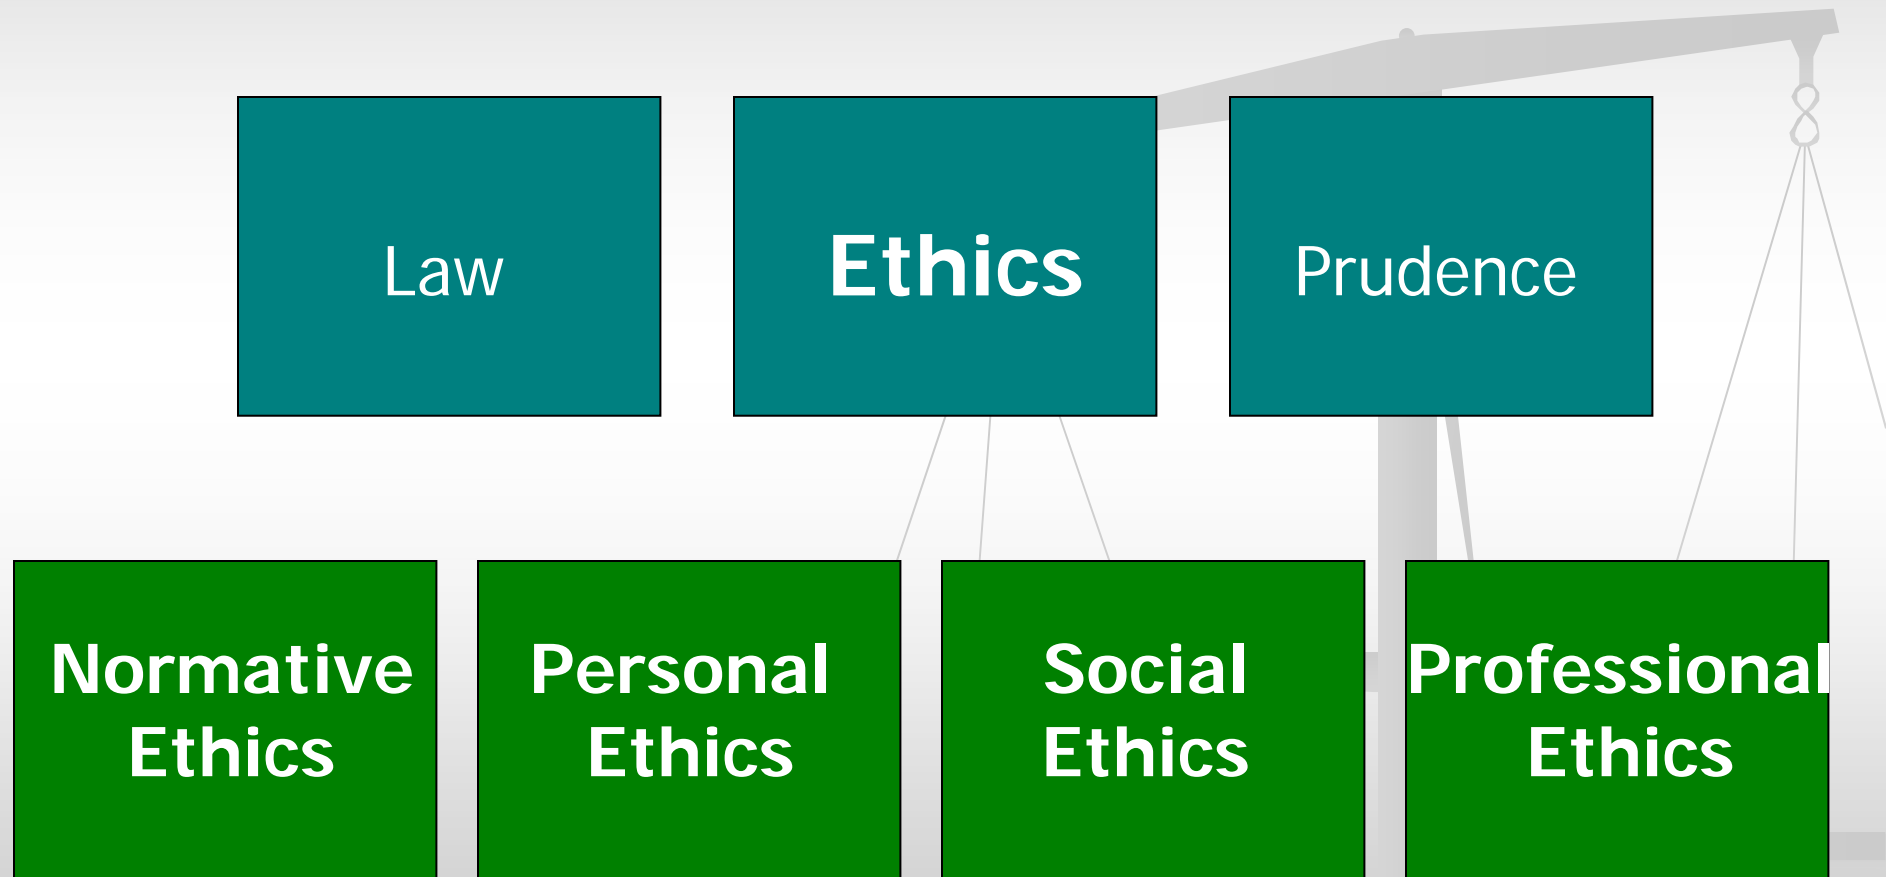 Law
Ethics
Prudence
Normative
Ethics
Personal
Ethics
Social
Ethics
Professional
Ethics